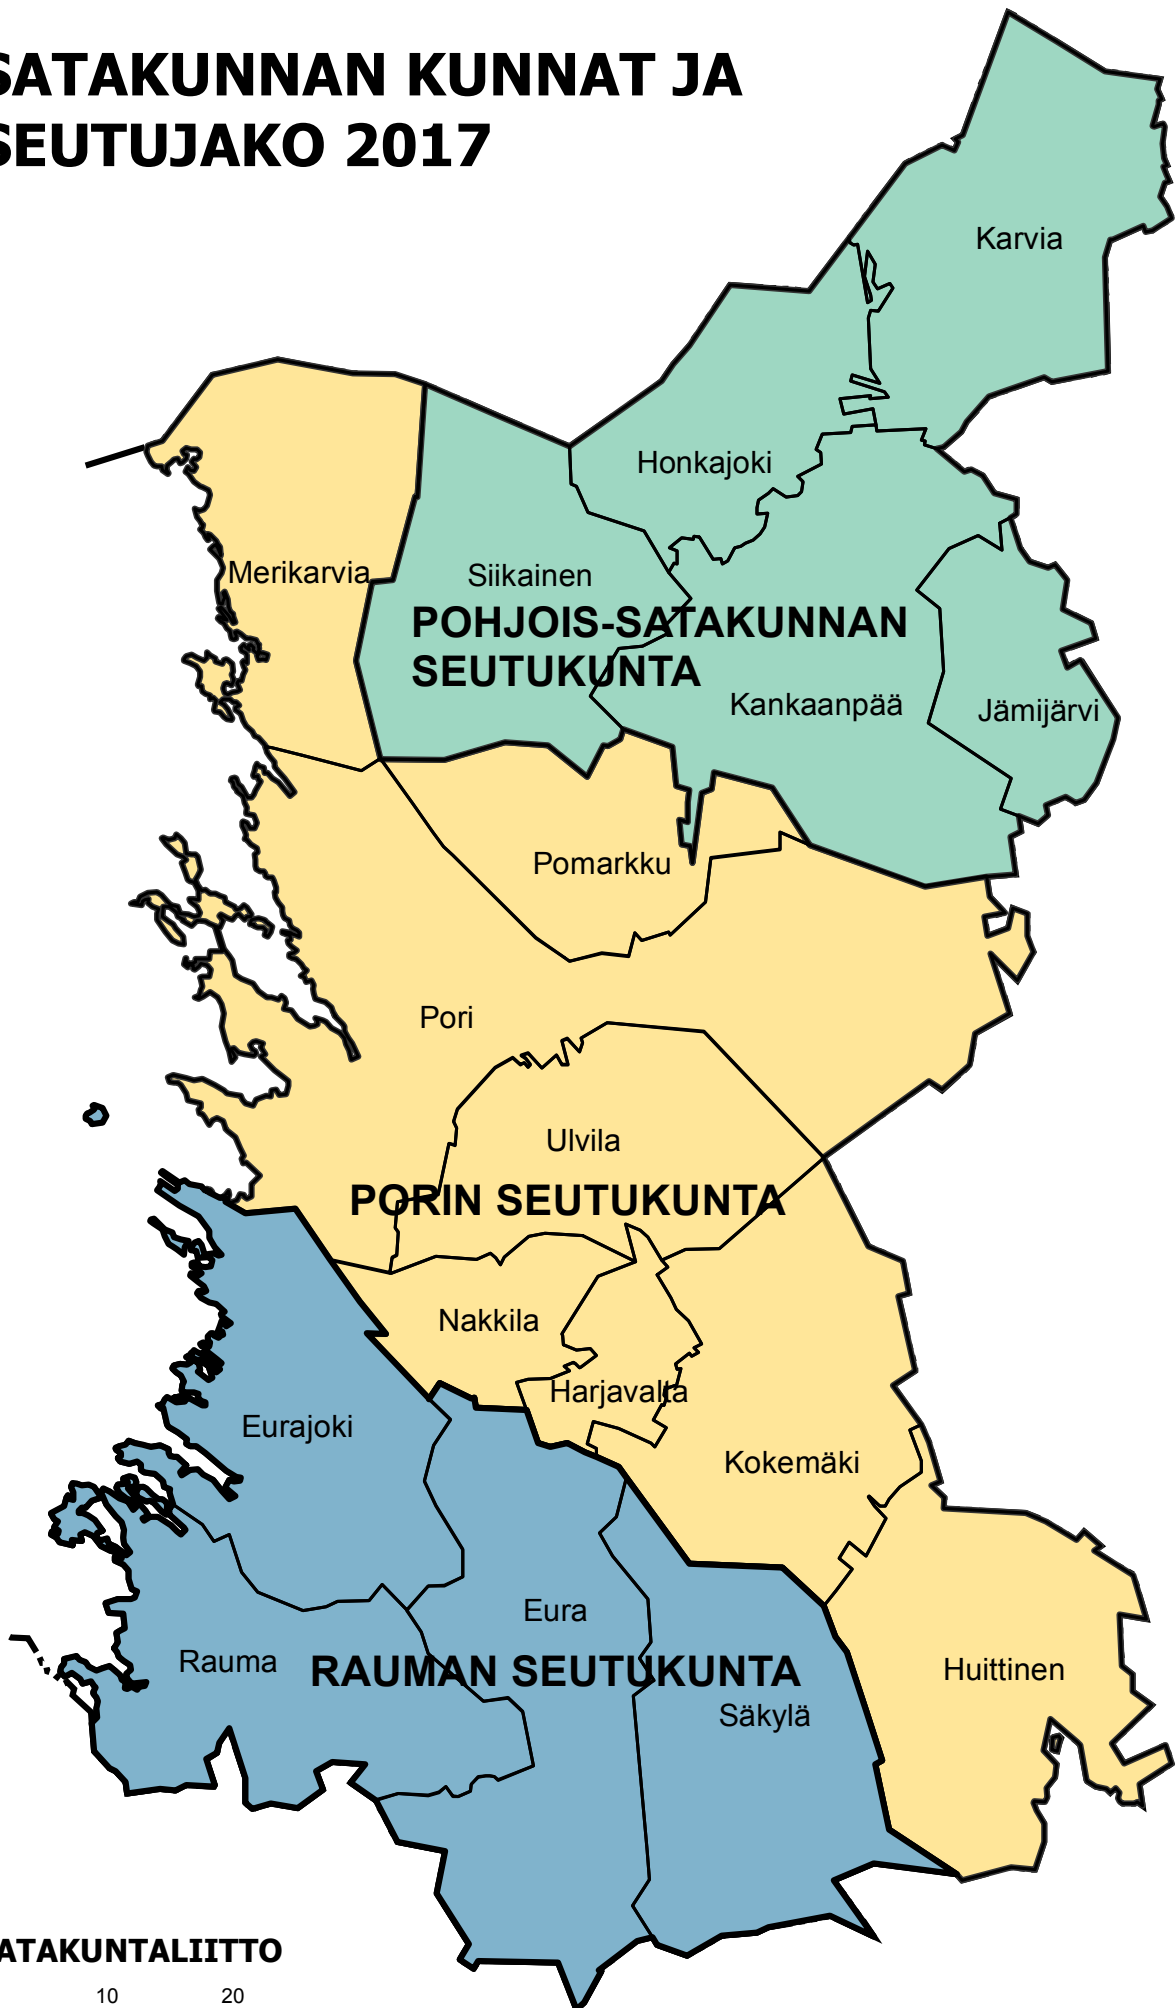 SATAKUNNAN KUNNAT JA
SEUTUJAKO 2017
Karvia
Honkajoki
Merikarvia
Siikainen
POHJOIS-SATAKUNNAN
SEUTUKUNTA
Kankaanpää
Jämijärvi
Pomarkku
Pori
Ulvila
PORIN SEUTUKUNTA
Nakkila
Harjavalta
Eurajoki
Kokemäki
Eura
Rauma
RAUMAN SEUTUKUNTA
Huittinen
Säkylä
ATAKUNTALIITTO
10 20